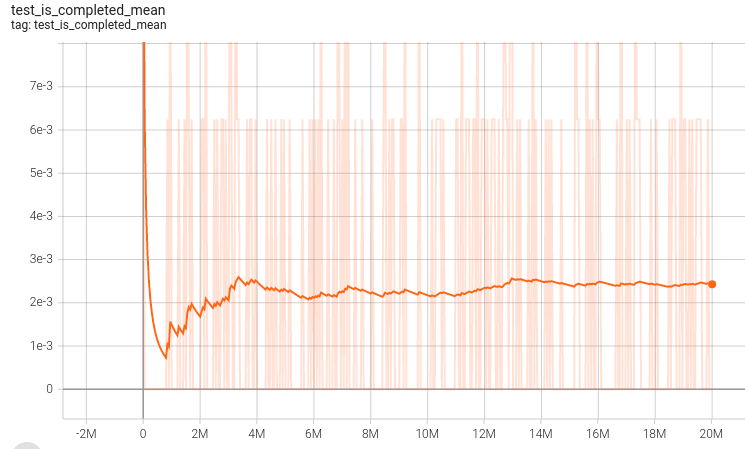 test_is_completed_mean
tag: test_is_completed_mean
7e-3
6e-3
5e-3
4e-3
3e-3
2e-3
1e-3
0
-2M 0 2M 4M 6M 8M 10M 12M 14M 16M 18M 20M